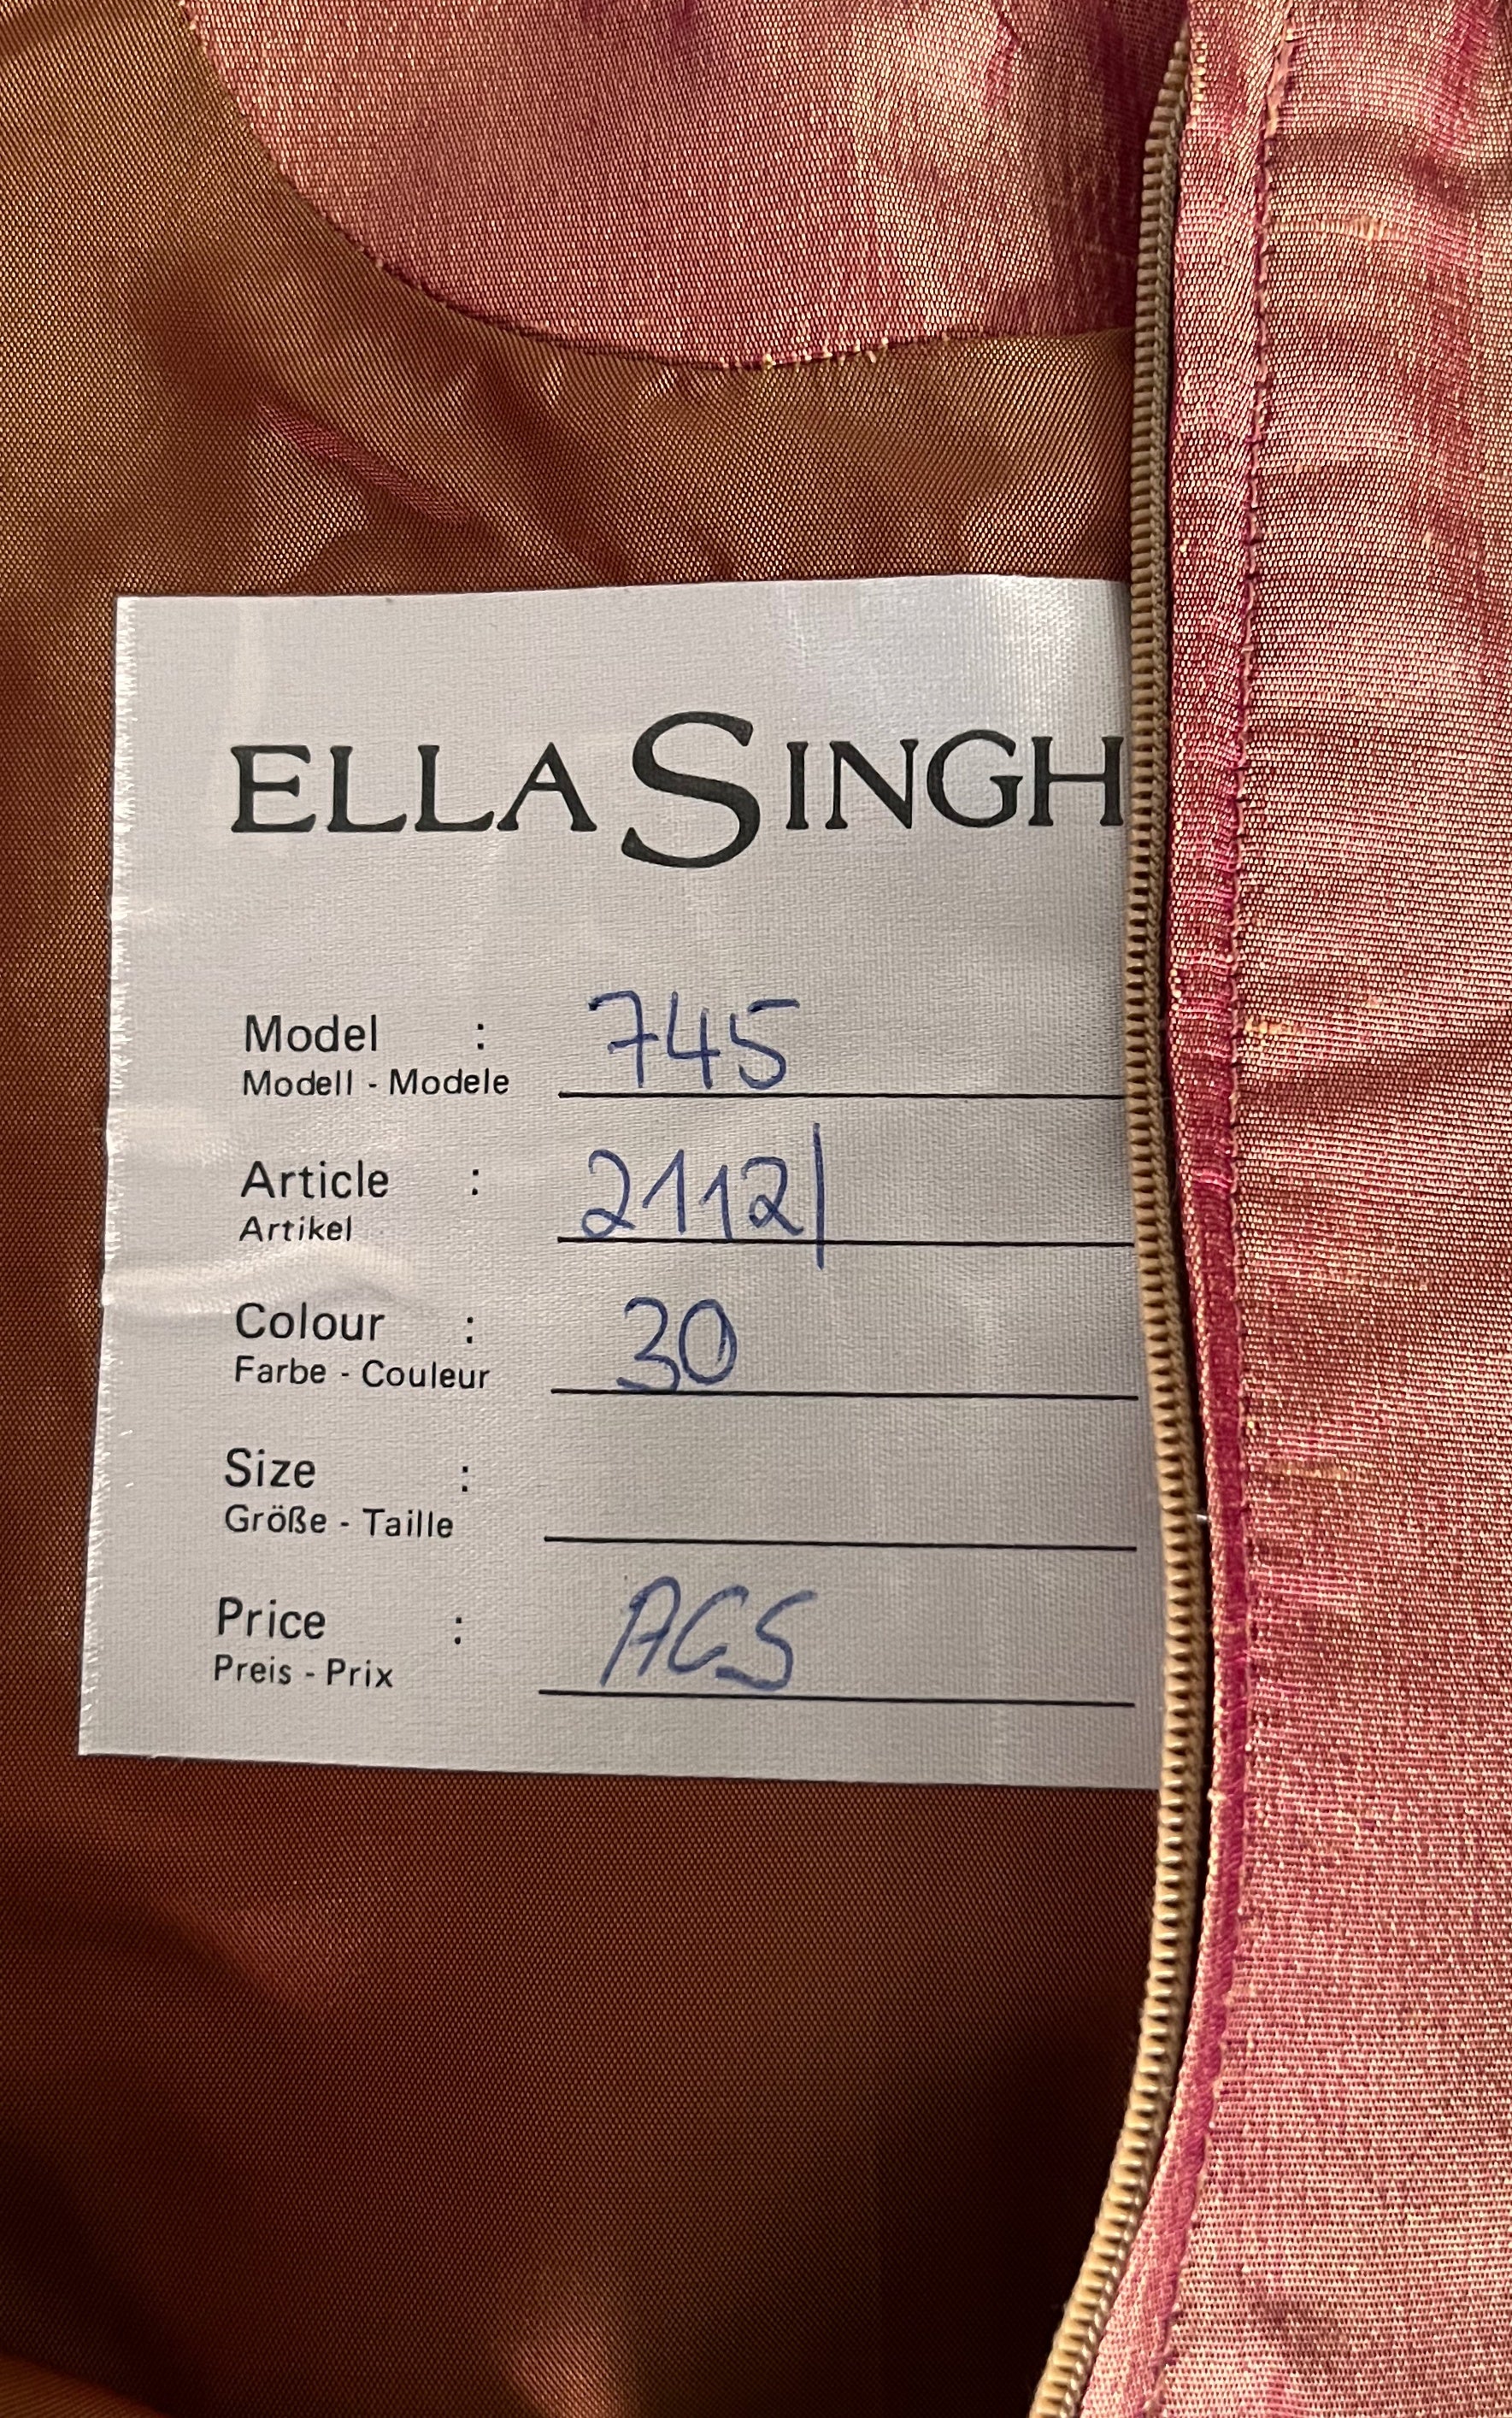 ELLA SINGH
Model : 745
Modell - Modele
Article : 2112|
Artikel
Colour : 30
Farbe - Couleur
Size :
Größe - Taille
Price : AGS
Preis - Prix